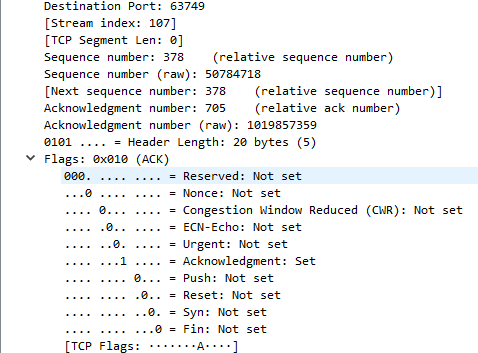 Destination Port: 63749
[Stream index: 107]
[TCP Segment Len: 0]
Sequence number: 378    (relative sequence number)
Sequence number (raw): 50784718
[Next sequence number: 378    (relative sequence number)]
Acknowledgment number: 705    (relative ack number)
Acknowledgment number (raw): 1019857359
0101 .... = Header Length: 20 bytes (5)
Flags: 0x010 (ACK)
000. .... .... = Reserved: Not set
...0 .... .... = Nonce: Not set
.... 0... .... = Congestion Window Reduced (CWR): Not set
.... .0.. .... = ECN-Echo: Not set
.... ..0. .... = Urgent: Not set
.... ...1 .... = Acknowledgment: Set
.... .... 0... = Push: Not set
.... .... .0.. = Reset: Not set
.... .... ..0. = Syn: Not set
.... .... ...0 = Fin: Not set
[TCP Flags: ·······A····]